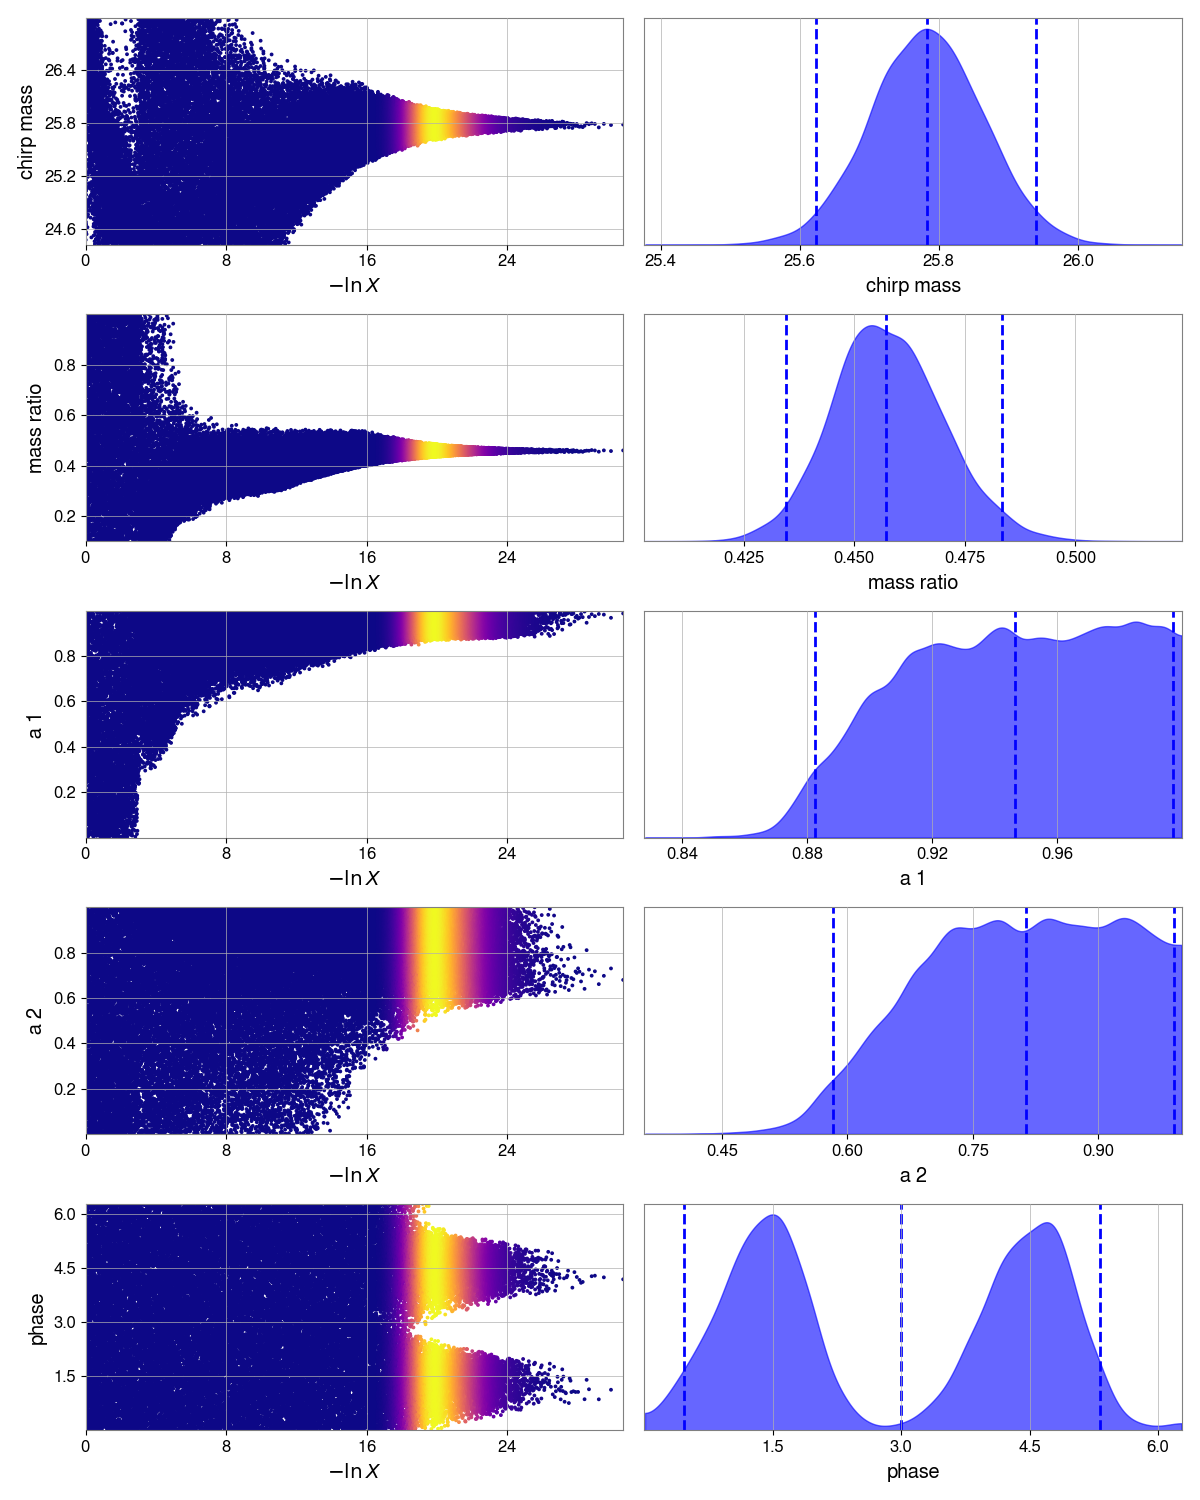 26.4
25.8
25.2
24.6
chirp mass
0 8 16 24
−ln X
25.4 25.6 25.8 26.0
chirp mass
0.8
0.6
0.4
0.2
mass ratio
0 8 16 24
−ln X
0.425 0.450 0.475 0.500
mass ratio
0.8
0.6
0.4
0.2
a 1
0 8 16 24
−ln X
0.84 0.88 0.92 0.96
a 1
0.8
0.6
0.4
0.2
a 2
0 8 16 24
−ln X
0.45 0.60 0.75 0.90
a 2
6.0
4.5
3.0
1.5
phase
0 8 16 24
−ln X
1.5 3.0 4.5 6.0
phase